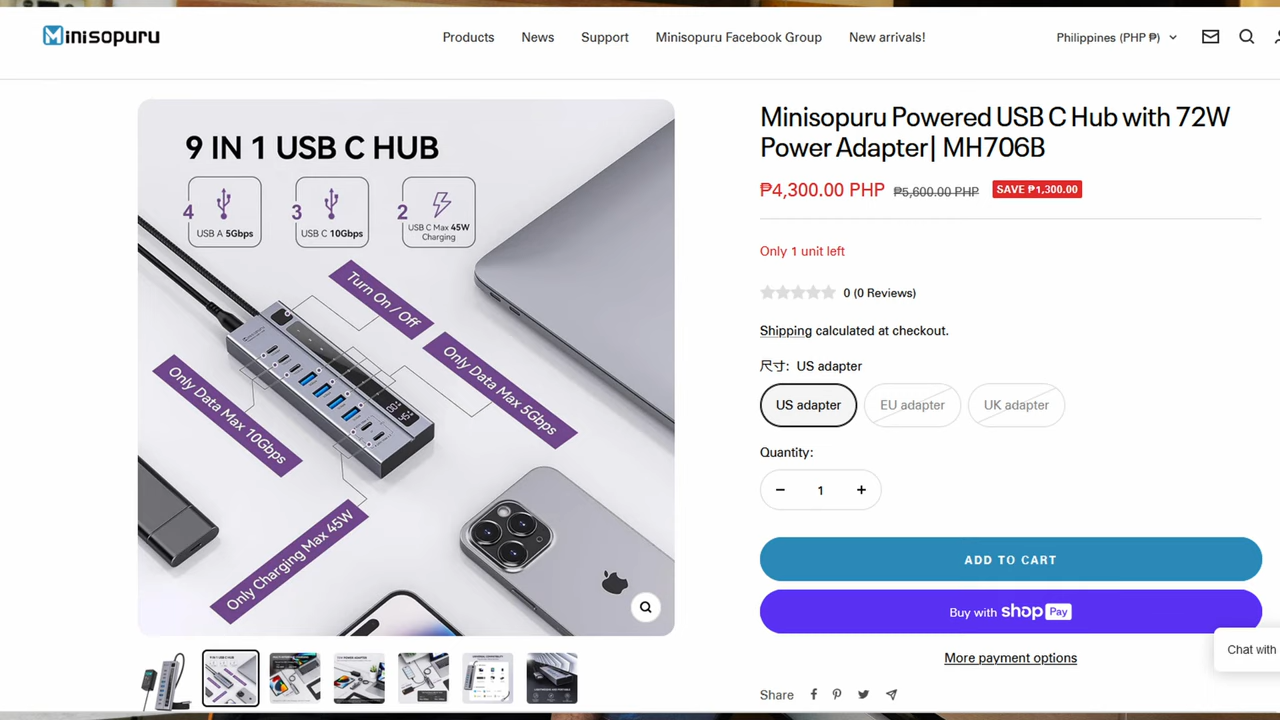 Minisopuru
Products
News
Support
Minisopuru Facebook Group
New arrivals!
Philippines (PHP ₱)
9 IN 1 USB C HUB
4
USB A 5Gbps
3
USB C 10Gbps
2
USB C Max 45W
Charging
Turn On / Off
Only Data Max 5Gbps
Only Data Max 10Gbps
Only Charging Max 45W
Minisopuru Powered USB C Hub with 72W
Power Adapter| MH706B
₱4,300.00 PHP ₱5,600.00 PHP SAVE ₱1,300.00
Only 1 unit left
0 (0 Reviews)
Shipping calculated at checkout.
尺寸: US adapter
US adapter
EU adapter
UK adapter
Quantity:
− 1 +
ADD TO CART
Buy with shop Pay
More payment options
Chat with
Share